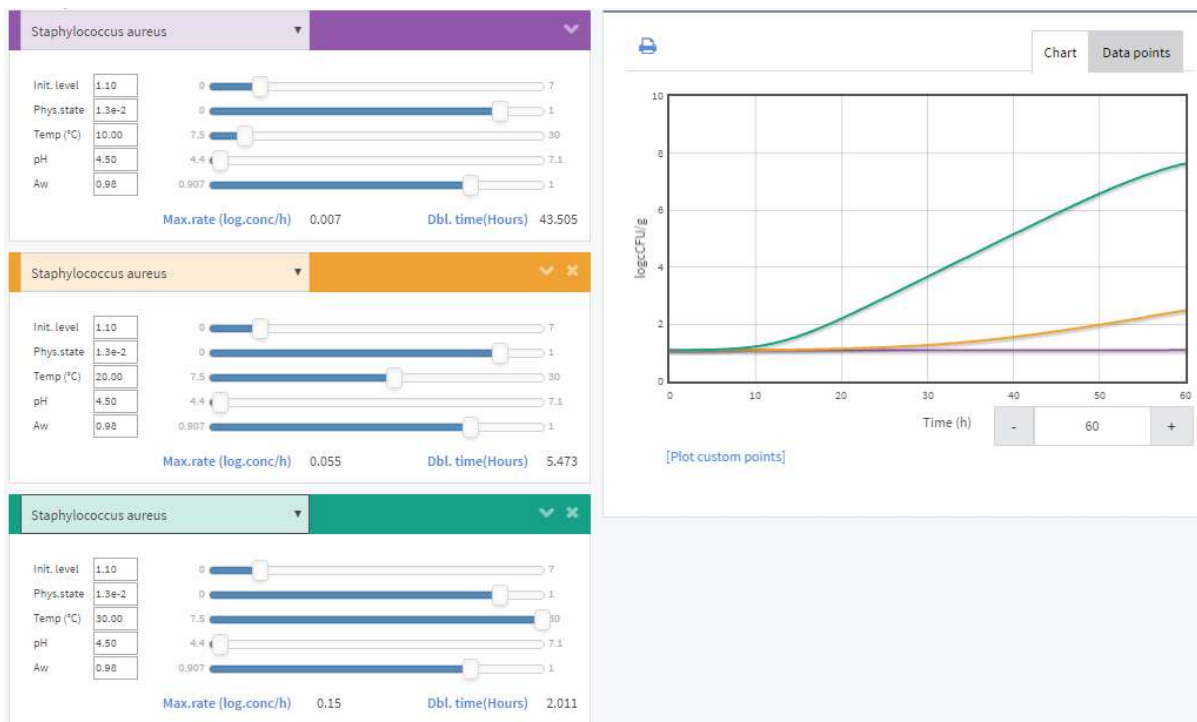 Staphylococcus aureus
Init. level 1.10 0 7
Phys.state 1.3e-2 0 1
Temp (°C) 10.00 7.5 30
pH 4.50 4.4 7.1
Aw 0.98 0.907 1
Max.rate (log.conc/h) 0.007 Dbl. time(Hours) 43.505
Staphylococcus aureus
Init. level 1.10 0 7
Phys.state 1.3e-2 0 1
Temp (°C) 20.00 7.5 30
pH 4.50 4.4 7.1
Aw 0.98 0.907 1
Max.rate (log.conc/h) 0.055 Dbl. time(Hours) 5.473
Staphylococcus aureus
Init. level 1.10 0 7
Phys.state 1.3e-2 0 1
Temp (°C) 30.00 7.5 30
pH 4.50 4.4 7.1
Aw 0.98 0.907 1
Max.rate (log.conc/h) 0.15 Dbl. time(Hours) 2.011
Chart Data points
10
8
6
4
2
0
logcCFU/g
0 10 20 30 40 50 60
Time (h) - 60 +
[Plot custom points]